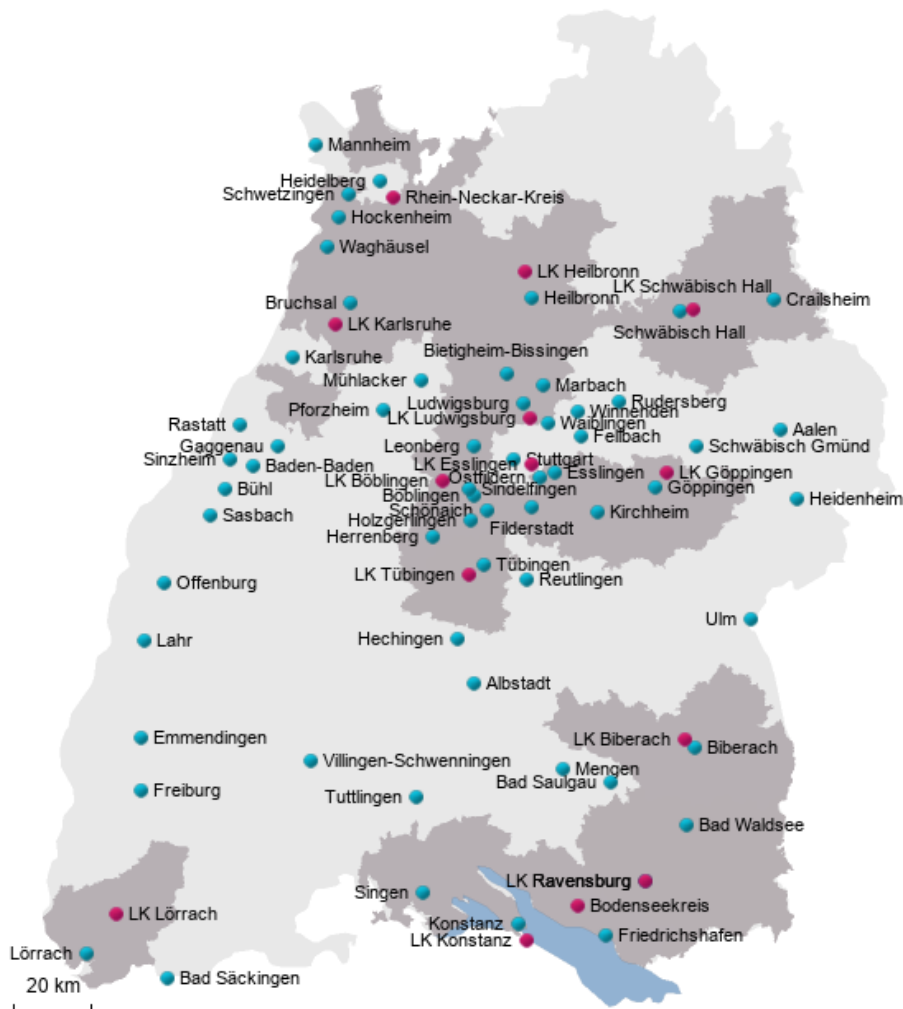 Mannheim
Heidelberg
Schwetzingen
Rhein-Neckar-Kreis
Hockenheim
Waghäusel
LK Heilbronn
LK Schwäbisch Hall
Bruchsal
Heilbronn
Crailsheim
LK Karlsruhe
Schwäbisch Hall
Karlsruhe
Bietigheim-Bissingen
Mühlacker
Marbach
Pforzheim
Ludwigsburg
Rudersberg
LK Ludwigsburg
Winnenden
Rastatt
Waiblingen
Aalen
Gaggenau
Leonberg
Fellbach
Schwäbisch Gmünd
Sinzheim
Baden-Baden
LK Esslingen
Stuttgart
LK Böblingen
Ostfildern
Esslingen
LK Göppingen
Bühl
Böblingen
Sindelfingen
Göppingen
Heidenheim
Sasbach
Schönaich
Holzgerlingen
Filderstadt
Kirchheim
Herrenberg
LK Tübingen
Tübingen
Reutlingen
Offenburg
Ulm
Lahr
Hechingen
Albstadt
Emmendingen
LK Biberach
Biberach
Villingen-Schwenningen
Mengen
Bad Saulgau
Freiburg
Tuttlingen
Bad Waldsee
LK Ravensburg
Singen
Bodenseekreis
LK Lörrach
Konstanz
LK Konstanz
Friedrichshafen
Lörrach
Bad Säckingen
20 km